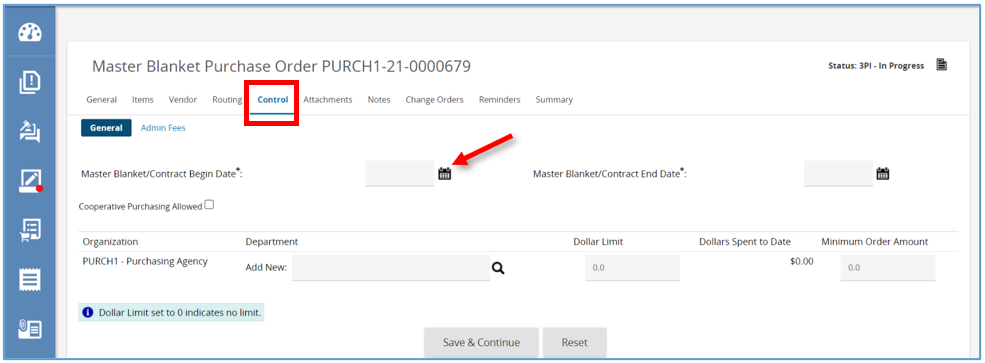 Master Blanket Purchase Order PURCH1-21-0000679
Status: 3PI - In Progress
General Items Vendor Routing Control Attachments Notes Change Orders Reminders Summary
General Admin Fees
Master Blanket/Contract Begin Date*: Master Blanket/Contract End Date*:
Cooperative Purchasing Allowed
Organization Department Dollar Limit Dollars Spent to Date Minimum Order Amount
PURCH1 - Purchasing Agency Add New: 0.0 $0.00 0.0
Dollar Limit set to 0 indicates no limit.
Save & Continue Reset